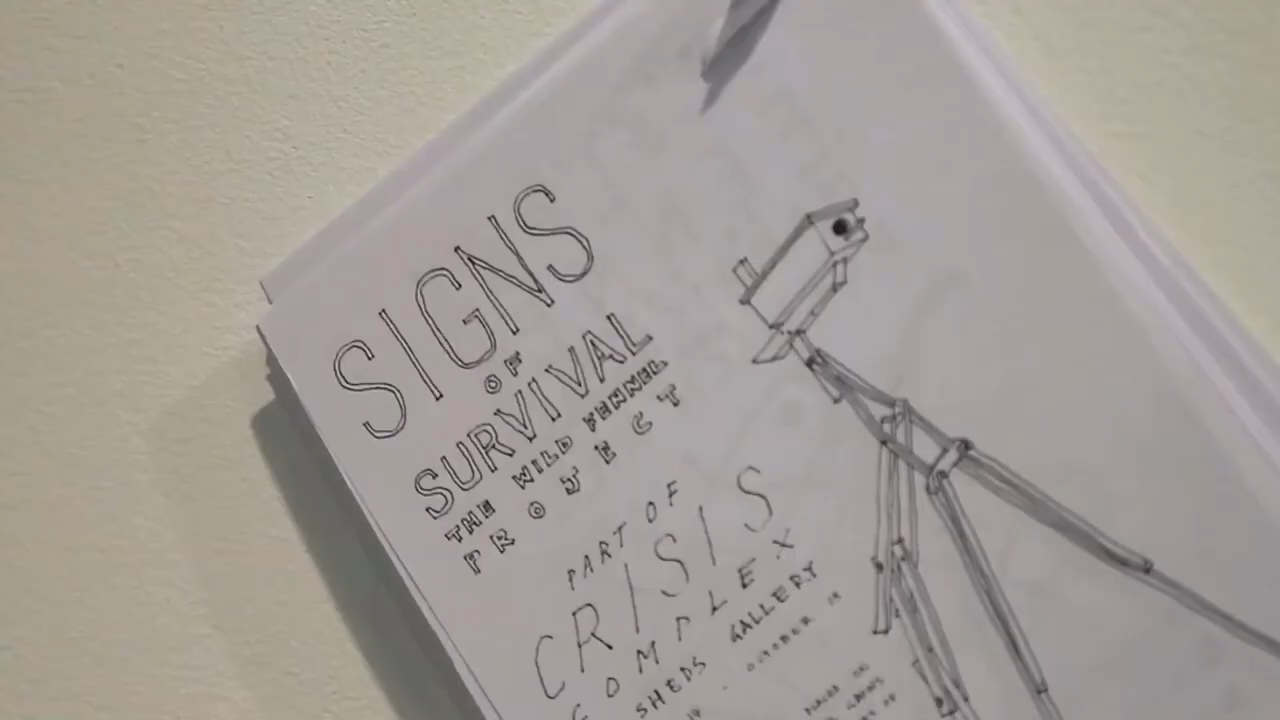 SIGNS
OF
SURVIVAL
THE WILD FENNEL
PROJECT
PART OF
CRISIS
COMPLEX
SHEDS GALLERY
OCTOBER